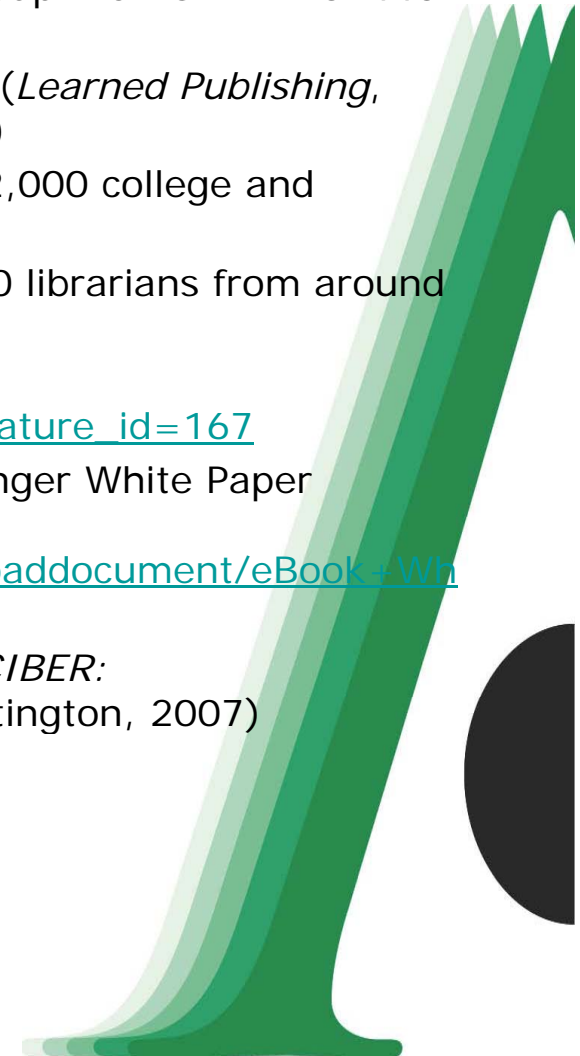 (Learned Publishing,
)
2,000 college and
0 librarians from around
ature_id=167
nger White Paper
oaddocument/eBook+Wh
CIBER:
tington, 2007)